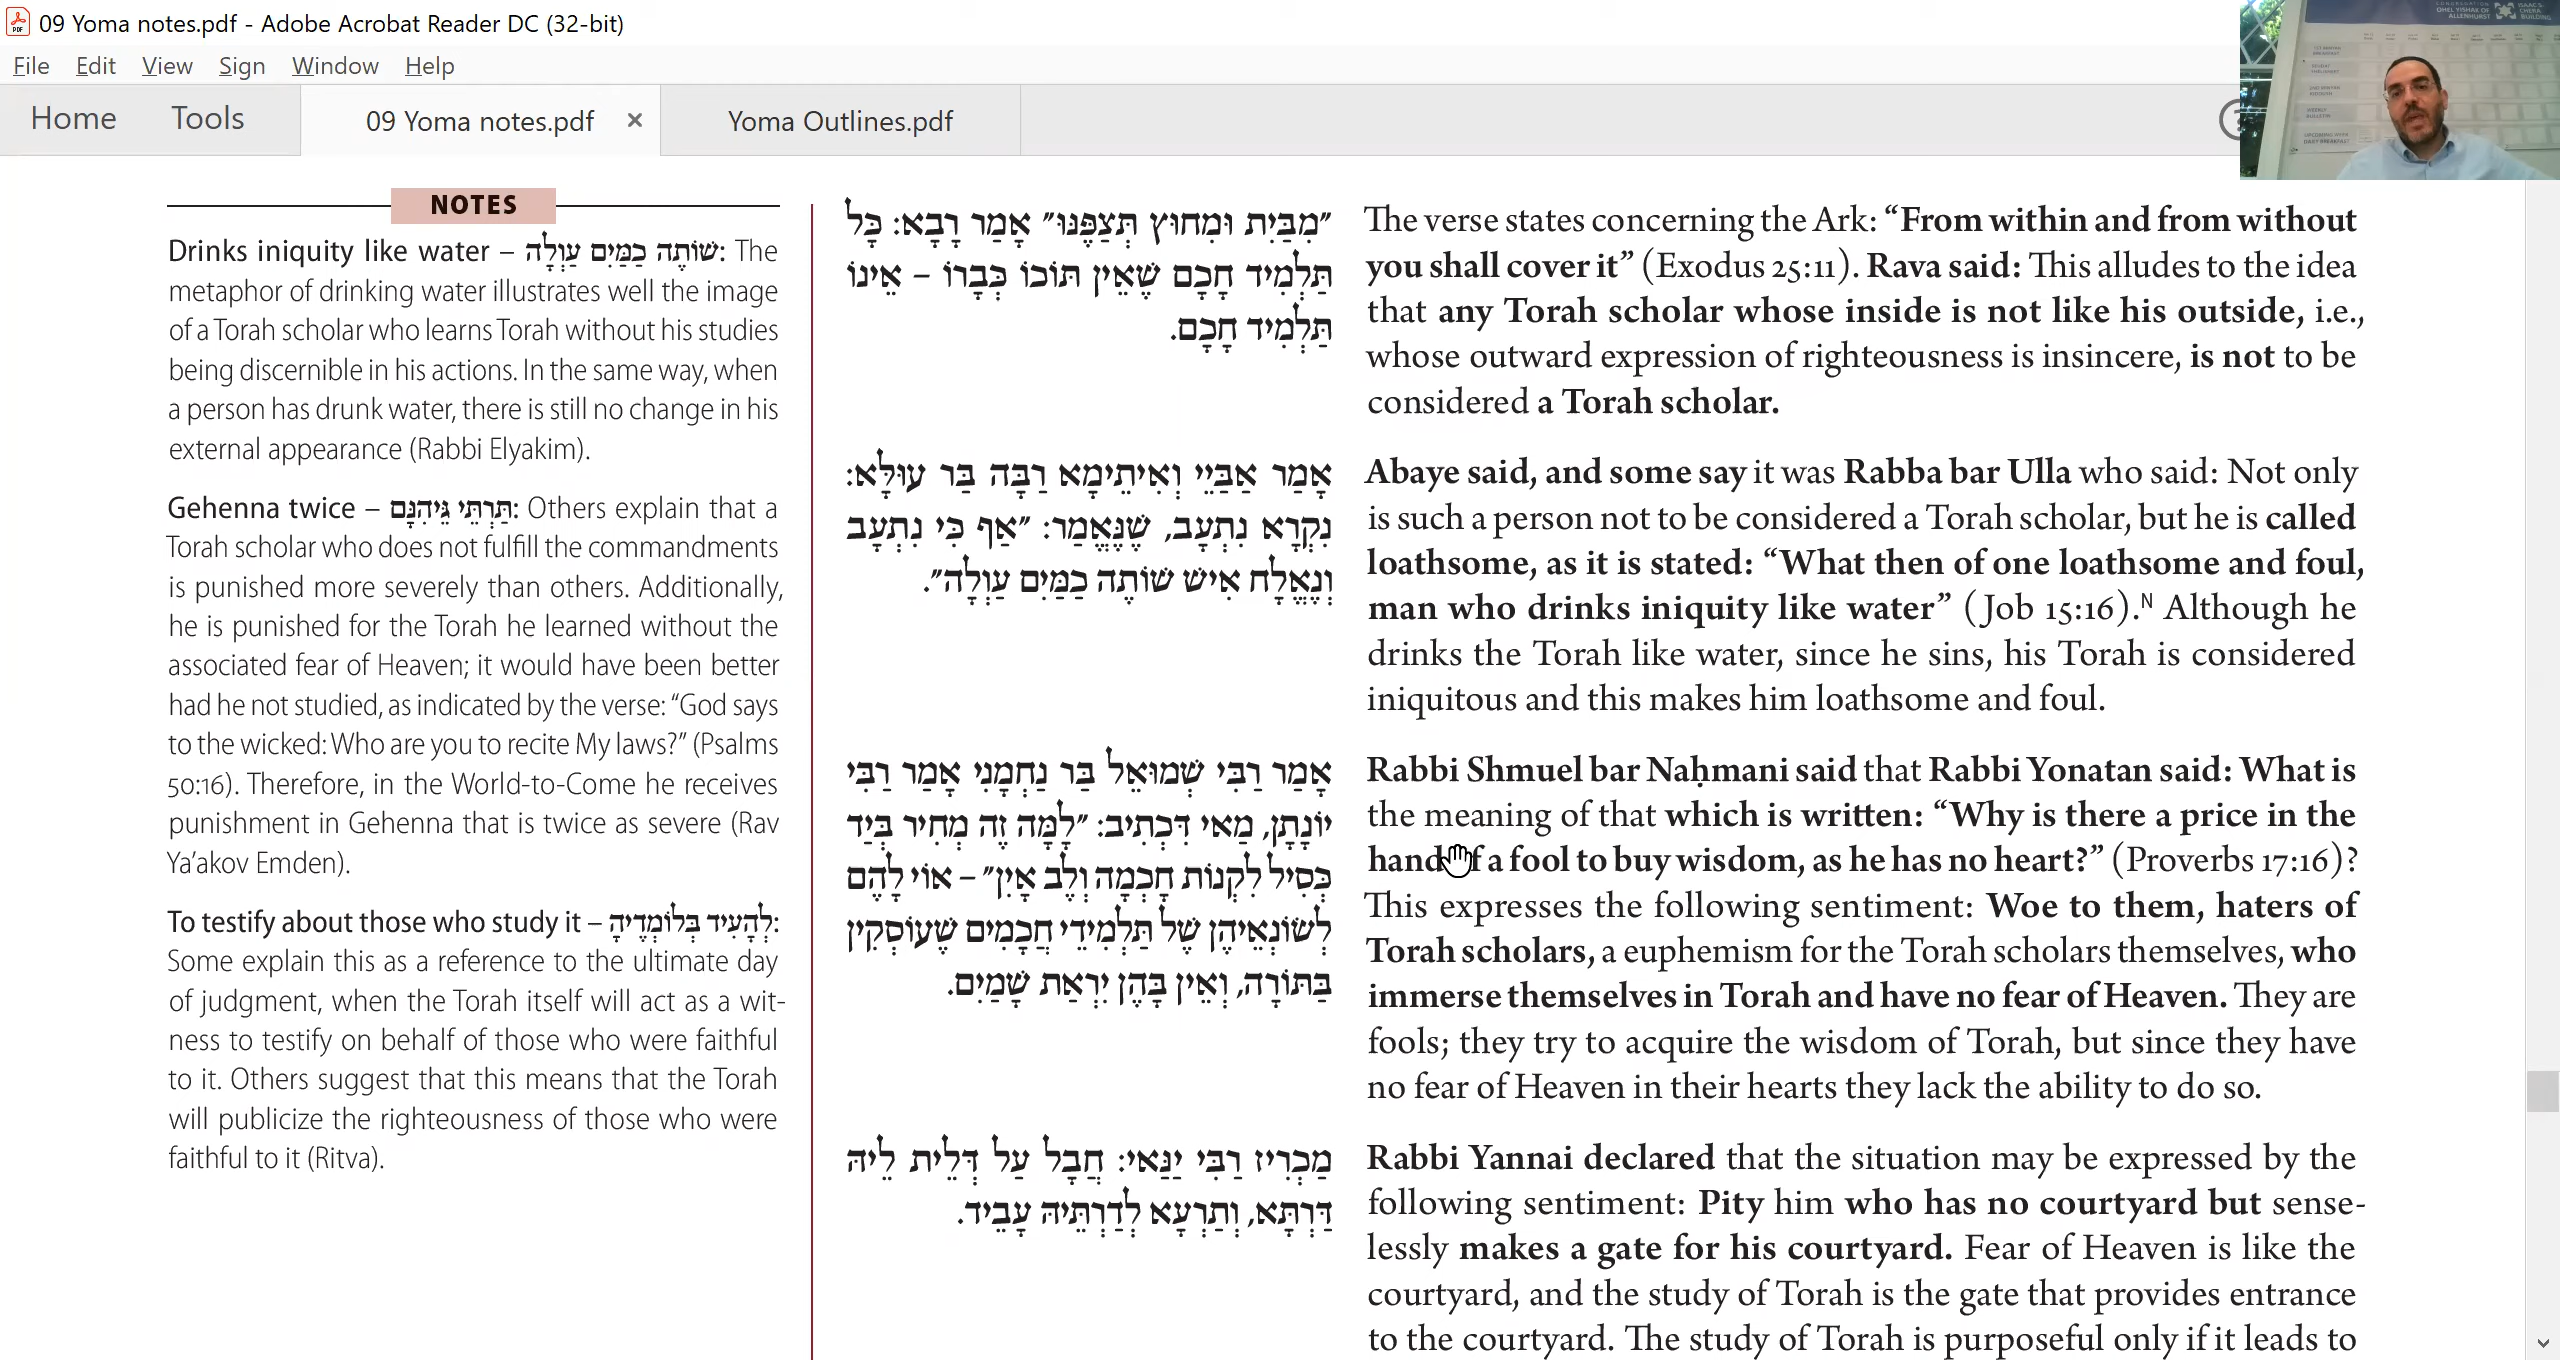 09 Yoma notes.pdf - Adobe Acrobat Reader DC (32-bit)
File Edit View Sign Window Help
Home Tools 09 Yoma notes.pdf × Yoma Outlines.pdf
NOTES
Drinks iniquity like water – שׁוֹתֶה כַמַּיִם עַוְלָה: The
metaphor of drinking water illustrates well the image
of a Torah scholar who learns Torah without his studies
being discernible in his actions. In the same way, when
a person has drunk water, there is still no change in his
external appearance (Rabbi Elyakim).
Gehenna twice – תַּרְתֵּי גֵּיהִנָּם: Others explain that a
Torah scholar who does not fulfill the commandments
is punished more severely than others. Additionally,
he is punished for the Torah he learned without the
associated fear of Heaven; it would have been better
had he not studied, as indicated by the verse: “God says
to the wicked: Who are you to recite My laws?” (Psalms
50:16). Therefore, in the World-to-Come he receives
punishment in Gehenna that is twice as severe (Rav
Ya’akov Emden).
To testify about those who study it – לְהָעִיד בְּלוֹמְדֶיהָ:
Some explain this as a reference to the ultimate day
of judgment, when the Torah itself will act as a wit-
ness to testify on behalf of those who were faithful
to it. Others suggest that this means that the Torah
will publicize the righteousness of those who were
faithful to it (Ritva).
״מִבַּיִת וּמִחוּץ תְּצַפֶּנּוּ״ אָמַר רָבָא: כׇּל
תַּלְמִיד חָכָם שֶׁאֵין תּוֹכוֹ כְּבָרוֹ – אֵינוֹ
תַּלְמִיד חָכָם.
אָמַר אַבַּיֵי וְאִיתֵימָא רַבָּה בַּר עוּלָּא:
נִקְרָא נִתְעָב, שֶׁנֶּאֱמַר: ״אַף כִּי נִתְעָב
וְנֶאֱלָח אִישׁ שׁוֹתֶה כַמַּיִם עַוְלָה״.
אָמַר רַבִּי שְׁמוּאֵל בַּר נַחְמָנִי אָמַר רַבִּי
יוֹנָתָן, מַאי דִּכְתִיב: ״לָמָּה זֶה מְחִיר בְּיַד
כְּסִיל לִקְנוֹת חׇכְמָה וְלֶב אָיִן״ – אוֹי לָהֶם
לְשׂוֹנְאֵיהֶן שֶׁל תַּלְמִידֵי חֲכָמִים שֶׁעוֹסְקִין
בַּתּוֹרָה, וְאֵין בָּהֶן יִרְאַת שָׁמַיִם.
מַכְרִיז רַבִּי יַנַּאי: חֲבָל עַל דְּלֵית לֵיהּ
דַּרְתָּא, וְתַרְעָא לְדַרְתֵּיהּ עָבֵיד.
The verse states concerning the Ark: “From within and from without
you shall cover it” (Exodus 25:11). Rava said: This alludes to the idea
that any Torah scholar whose inside is not like his outside, i.e.,
whose outward expression of righteousness is insincere, is not to be
considered a Torah scholar.
Abaye said, and some say it was Rabba bar Ulla who said: Not only
is such a person not to be considered a Torah scholar, but he is called
loathsome, as it is stated: “What then of one loathsome and foul,
man who drinks iniquity like water” (Job 15:16).N Although he
drinks the Torah like water, since he sins, his Torah is considered
iniquitous and this makes him loathsome and foul.
Rabbi Shmuel bar Naḥmani said that Rabbi Yonatan said: What is
the meaning of that which is written: “Why is there a price in the
hand of a fool to buy wisdom, as he has no heart?” (Proverbs 17:16)?
This expresses the following sentiment: Woe to them, haters of
Torah scholars, a euphemism for the Torah scholars themselves, who
immerse themselves in Torah and have no fear of Heaven. They are
fools; they try to acquire the wisdom of Torah, but since they have
no fear of Heaven in their hearts they lack the ability to do so.
Rabbi Yannai declared that the situation may be expressed by the
following sentiment: Pity him who has no courtyard but sense-
lessly makes a gate for his courtyard. Fear of Heaven is like the
courtyard, and the study of Torah is the gate that provides entrance
to the courtyard. The study of Torah is purposeful only if it leads to